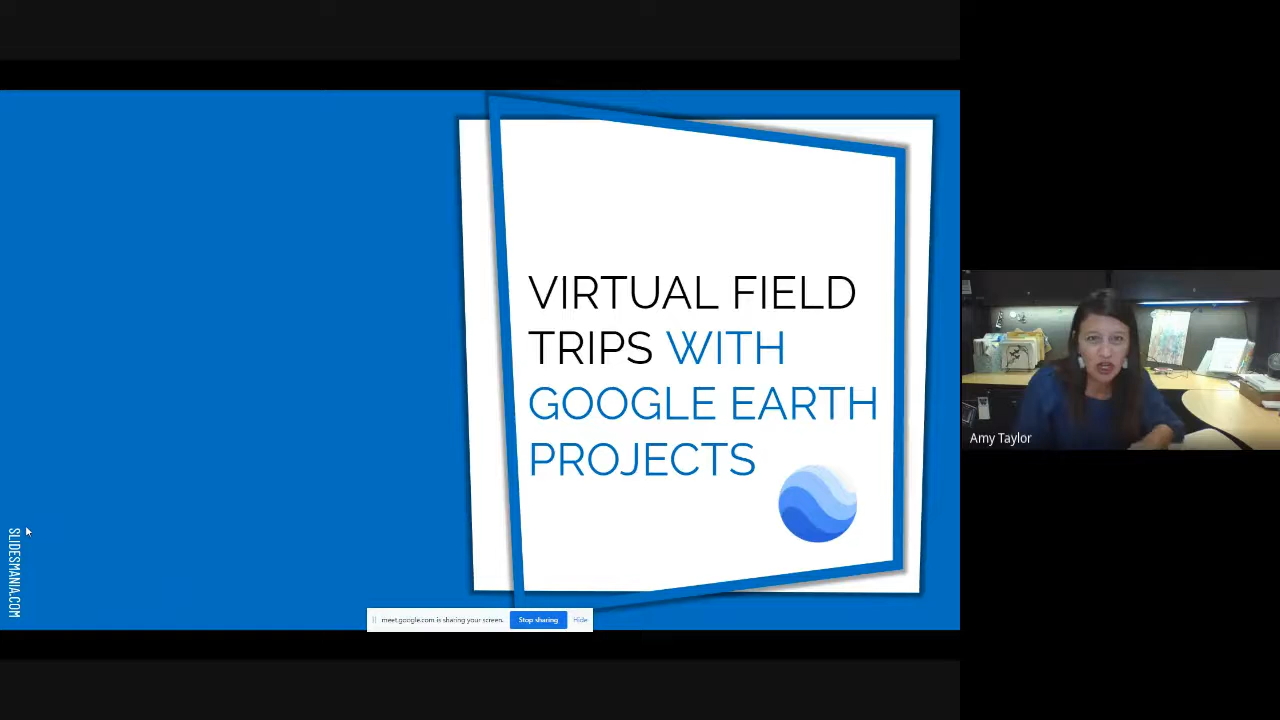 VIRTUAL FIELD
TRIPS WITH
GOOGLE EARTH
PROJECTS
SLIDESMANIA.COM
meet.google.com is sharing your screen.
Stop sharing
Hide
Amy Taylor